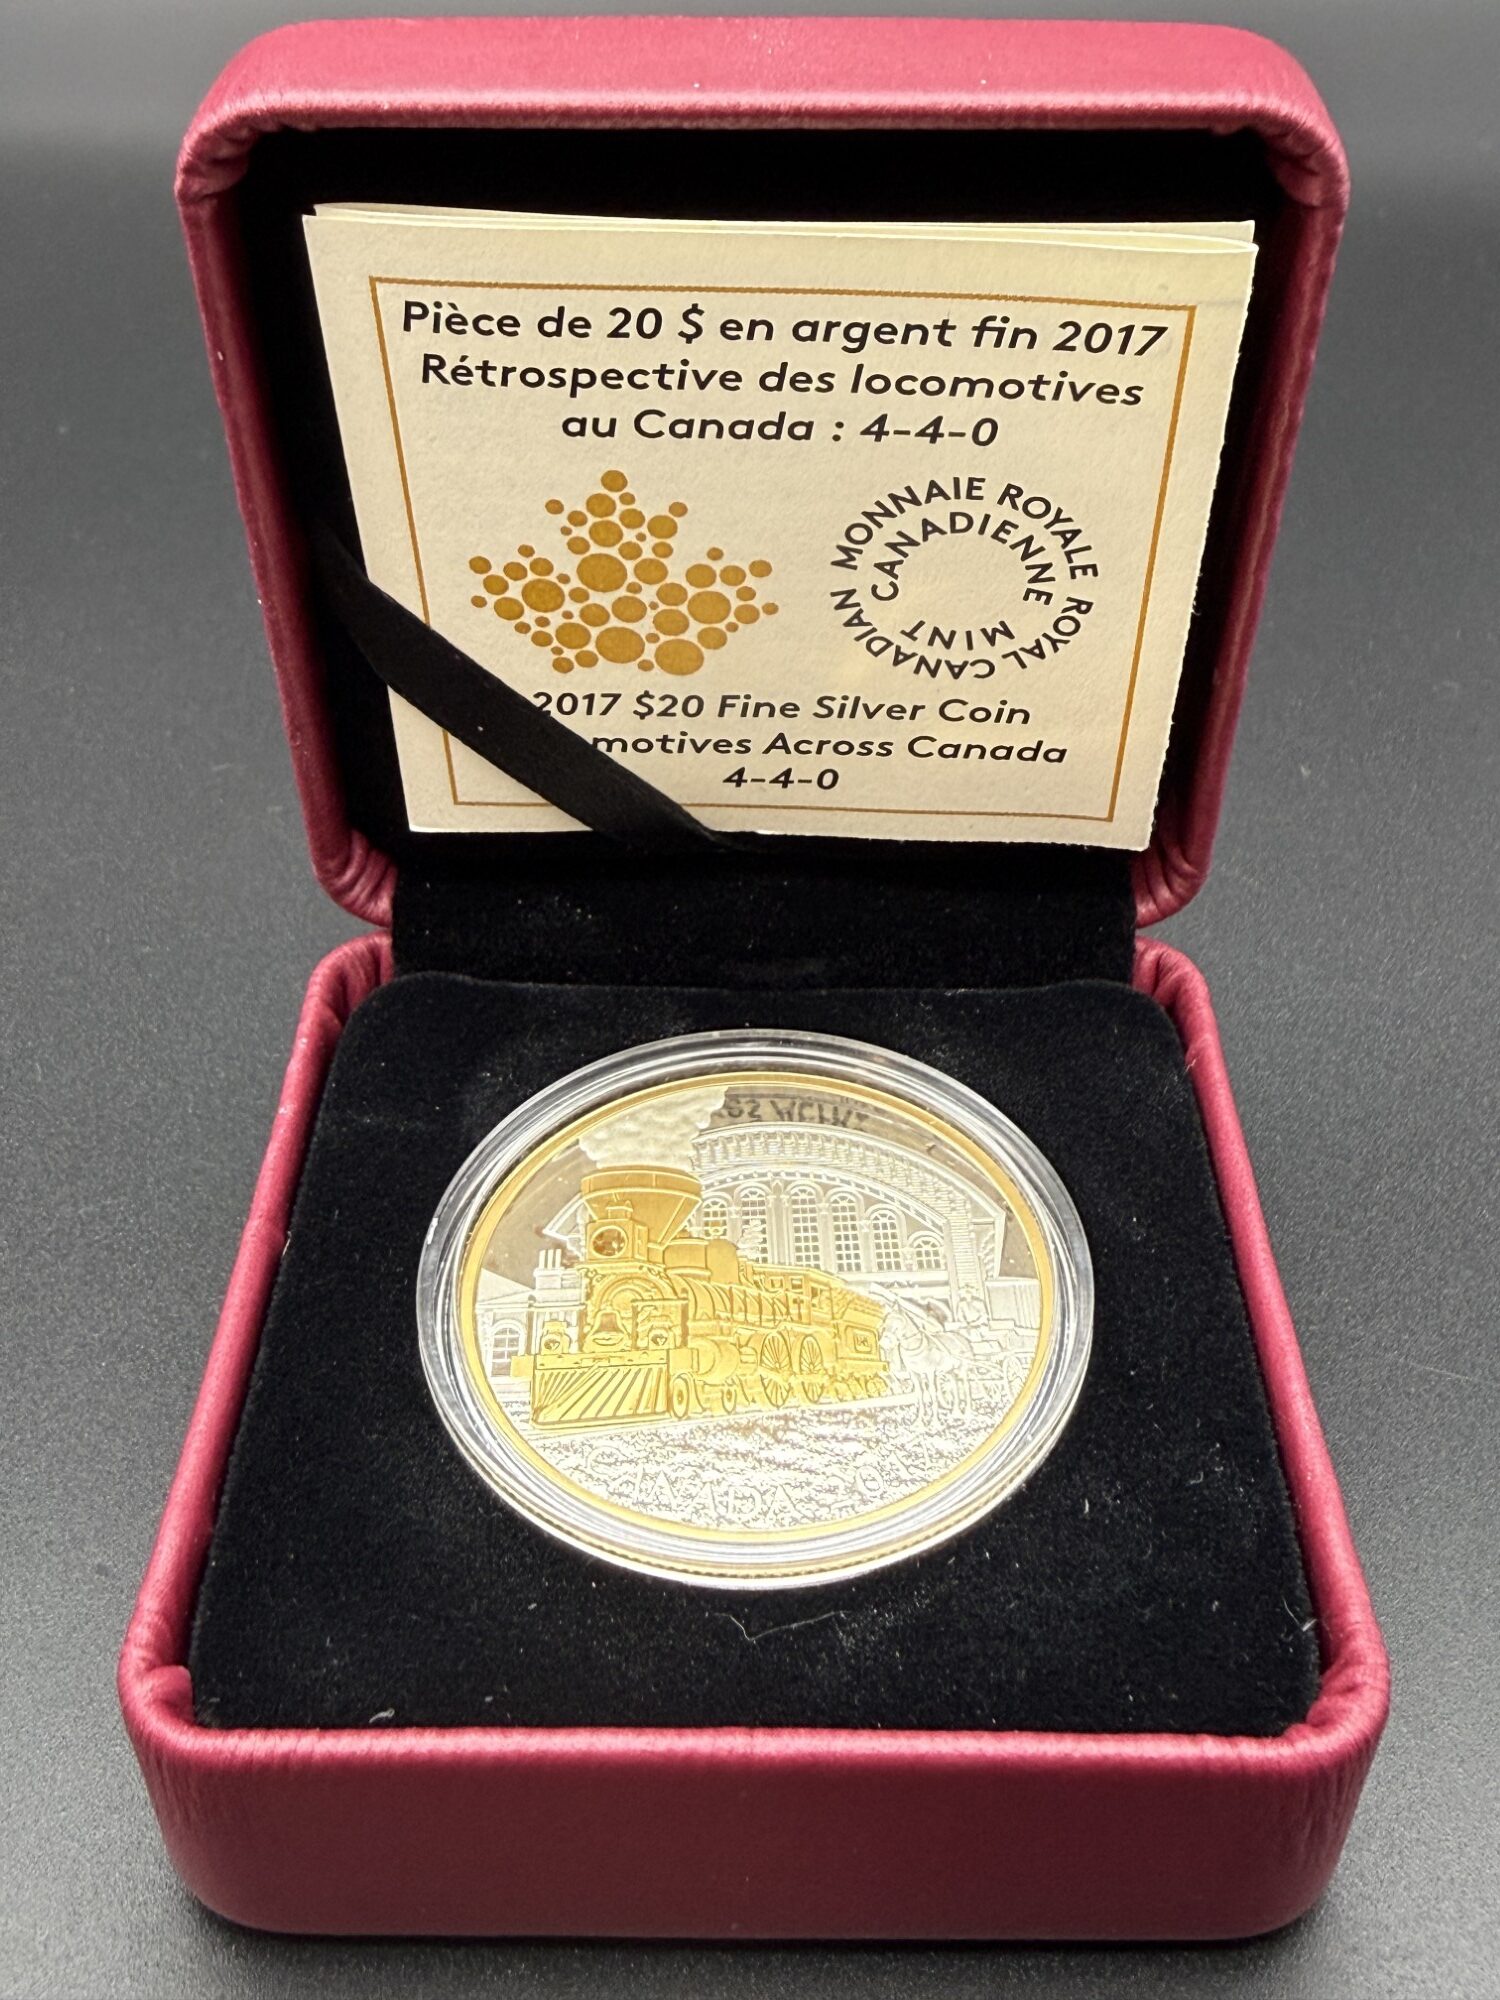 Pièce de 20 $ en argent fin 2017
Rétrospective des locomotives
au Canada : 4-4-0
MONNAIE ROYALE CANADIENNE
ROYAL CANADIAN MINT
2017 $20 Fine Silver Coin
motives Across Canada
4-4-0
CANADA